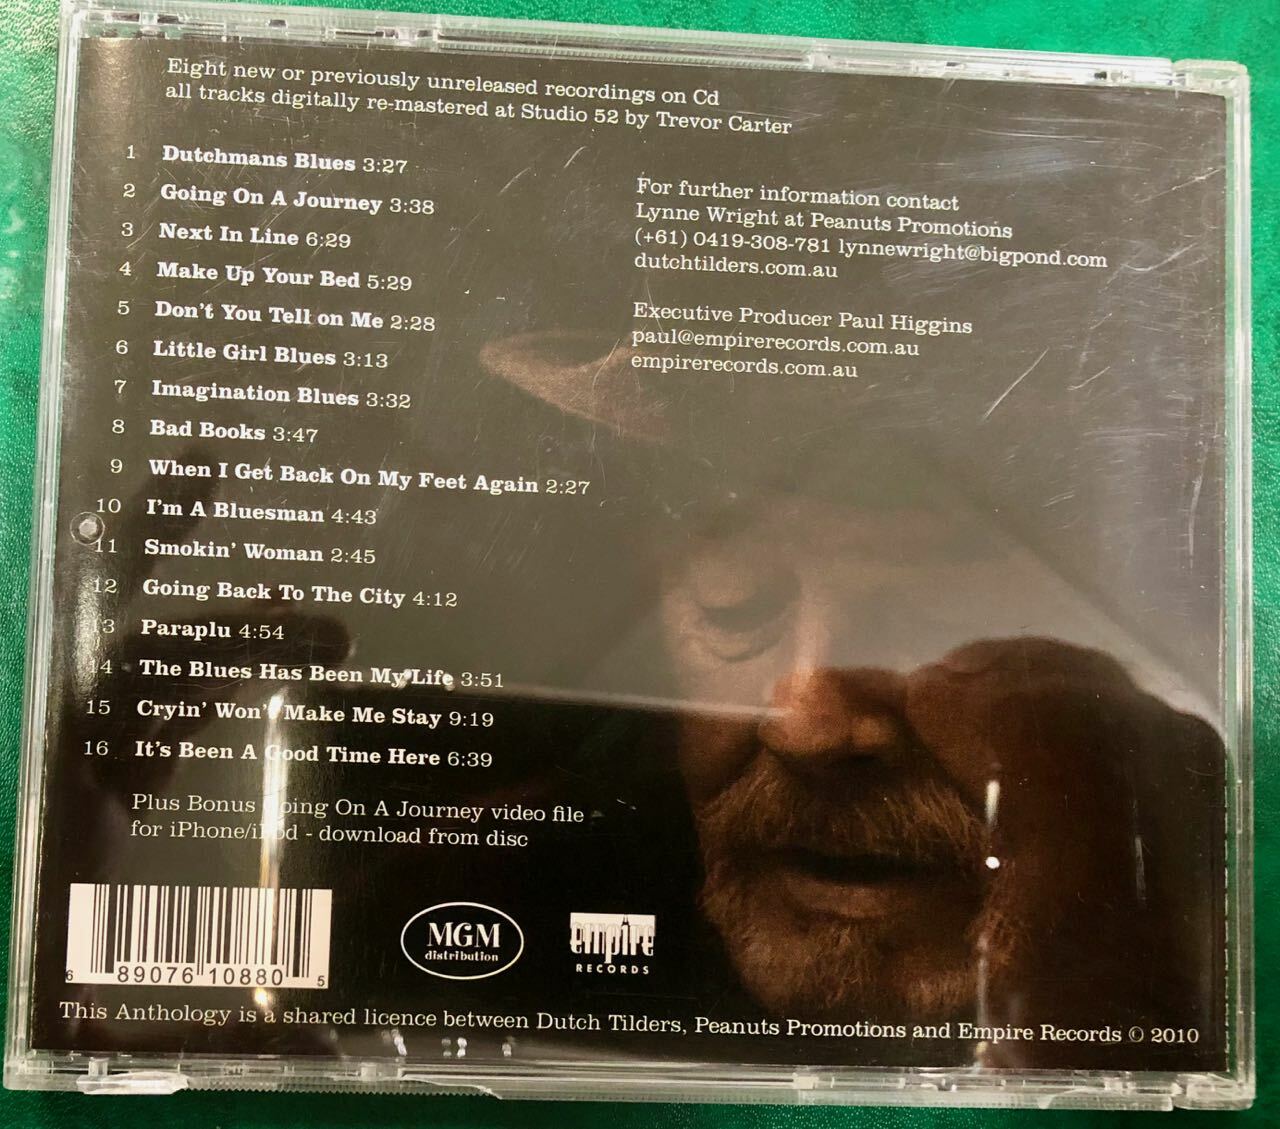 Eight new or previously unreleased recordings on Cd
all tracks digitally re-mastered at Studio 52 by Trevor Carter
1 Dutchmans Blues 3:27
2 Going On A Journey 3:38
3 Next In Line 6:29
4 Make Up Your Bed 5:29
5 Don't You Tell on Me 2:28
6 Little Girl Blues 3:13
7 Imagination Blues 3:32
8 Bad Books 3:47
9 When I Get Back On My Feet Again 2:27
10 I'm A Bluesman 4:43
11 Smokin' Woman 2:45
12 Going Back To The City 4:12
13 Paraplu 4:54
14 The Blues Has Been My Life 3:51
15 Cryin' Won't Make Me Stay 9:19
16 It's Been A Good Time Here 6:39
Plus Bonus Going On A Journey video file
for iPhone/iPod - download from disc
For further information contact
Lynne Wright at Peanuts Promotions
(+61) 0419-308-781 lynnewright@bigpond.com
dutchtilders.com.au
Executive Producer Paul Higgins
paul@empirerecords.com.au
empirerecords.com.au
6 89076 10880 5
MGM
distribution
empire
RECORDS
This Anthology is a shared licence between Dutch Tilders, Peanuts Promotions and Empire Records © 2010